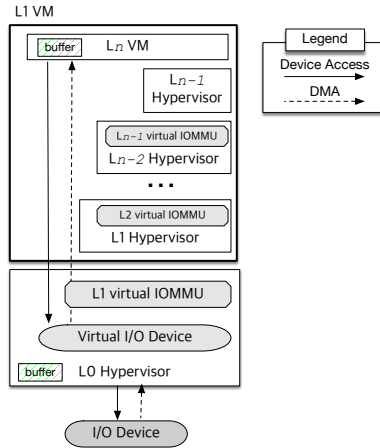 L1 VM
Ln VM
buffer
Ln-1
Hypervisor
Ln-1 virtual IOMMU
Ln-2 Hypervisor
...
L2 virtual IOMMU
L1 Hypervisor
L1 virtual IOMMU
Virtual I/O Device
buffer
L0 Hypervisor
I/O Device
Legend
Device Access
DMA